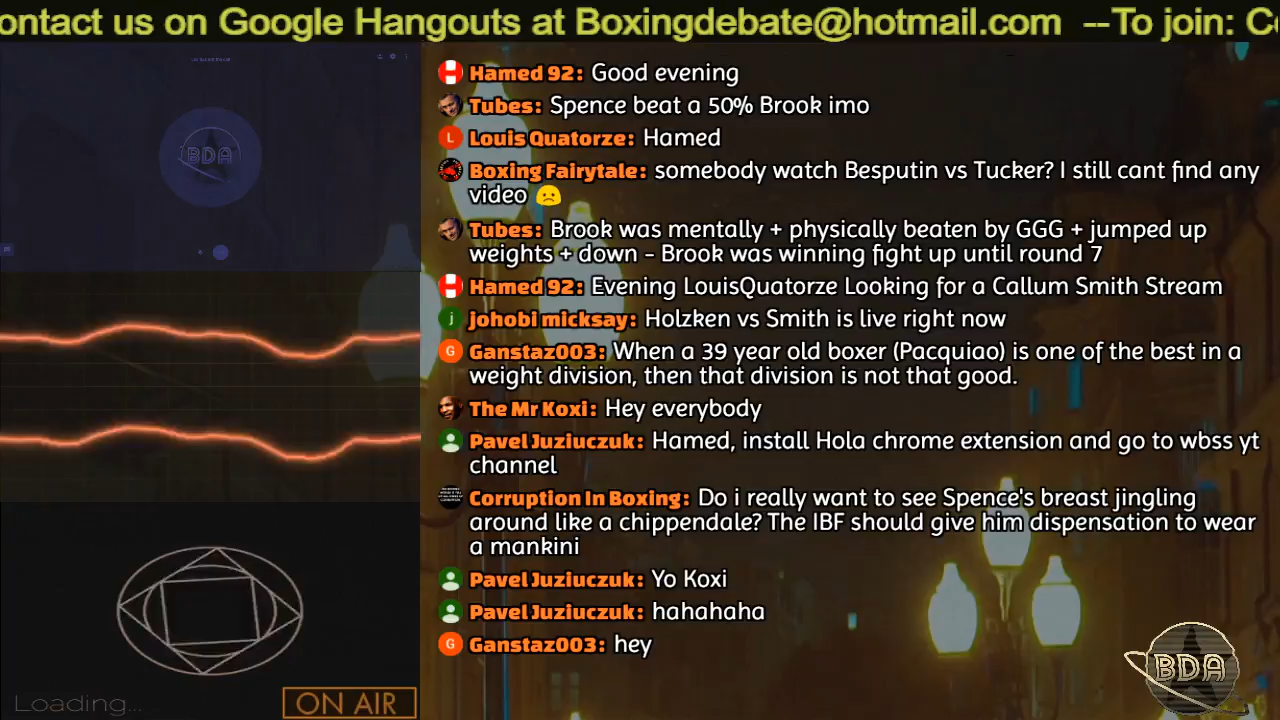 ontact us on Google Hangouts at Boxingdebate@hotmail.com --To join: C
BDA
Hamed 92: Good evening
Tubes: Spence beat a 50% Brook imo
L Louis Quatorze: Hamed
Boxing Fairytale: somebody watch Besputin vs Tucker? I still cant find any
video
Tubes: Brook was mentally + physically beaten by GGG + jumped up
weights + down - Brook was winning fight up until round 7
Hamed 92: Evening LouisQuatorze Looking for a Callum Smith Stream
j johobi micksay: Holzken vs Smith is live right now
G Ganstaz003: When a 39 year old boxer (Pacquiao) is one of the best in a
weight division, then that division is not that good.
The Mr Koxi: Hey everybody
Pavel Juziuczuk: Hamed, install Hola chrome extension and go to wbss yt
channel
Corruption In Boxing: Do i really want to see Spence's breast jingling
around like a chippendale? The IBF should give him dispensation to wear
a mankini
Pavel Juziuczuk: Yo Koxi
Pavel Juziuczuk: hahahaha
G Ganstaz003: hey
Loading...
ON AIR
BDA